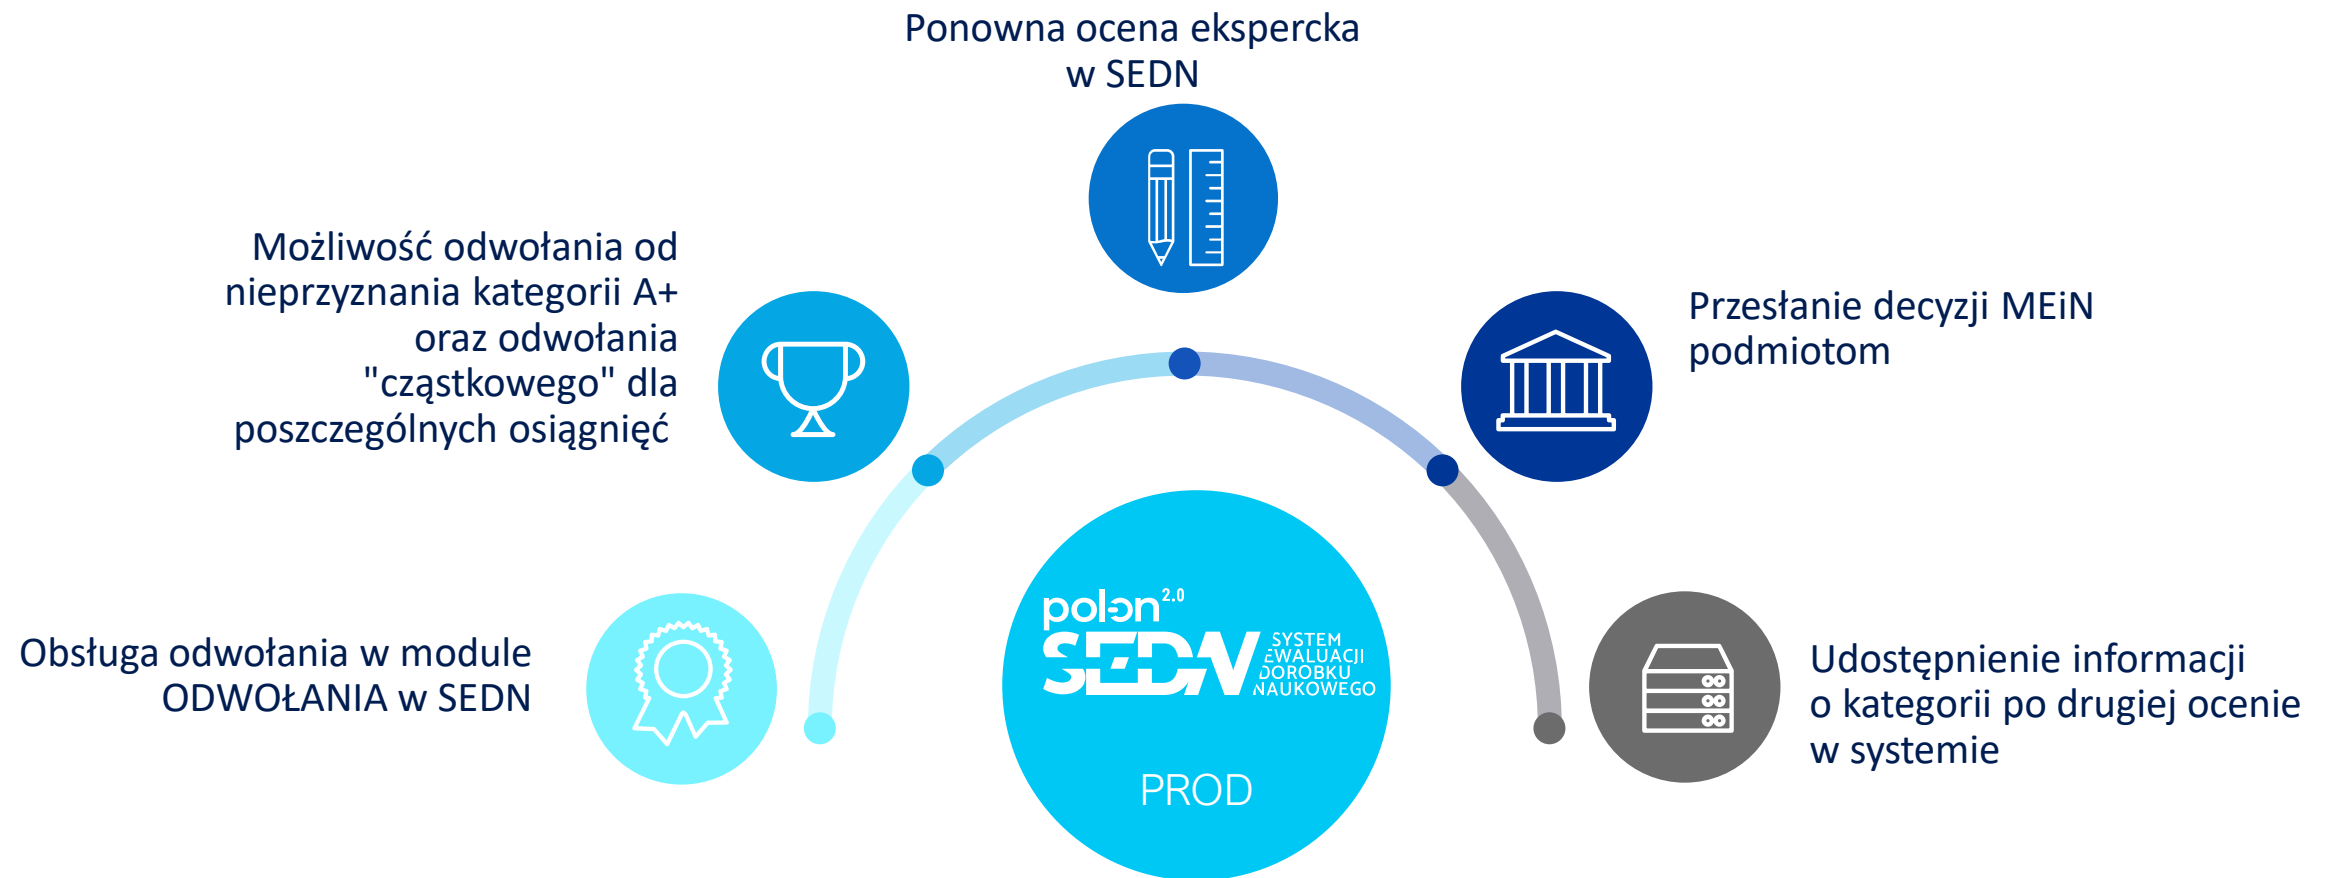 Ponowna ocena ekspercka
w SEDN
Możliwość odwołania od
nieprzyznania kategorii A+
oraz odwołania
"cząstkowego" dla
poszczególnych osiągnięć
Przesłanie decyzji MEiN
podmiotom
Obsługa odwołania w module
ODWOŁANIA w SEDN
polon 2.0
SEDN
SYSTEM
EWALUACJI
DOROBKU
NAUKOWEGO
PROD
Udostępnienie informacji
o kategorii po drugiej ocenie
w systemie